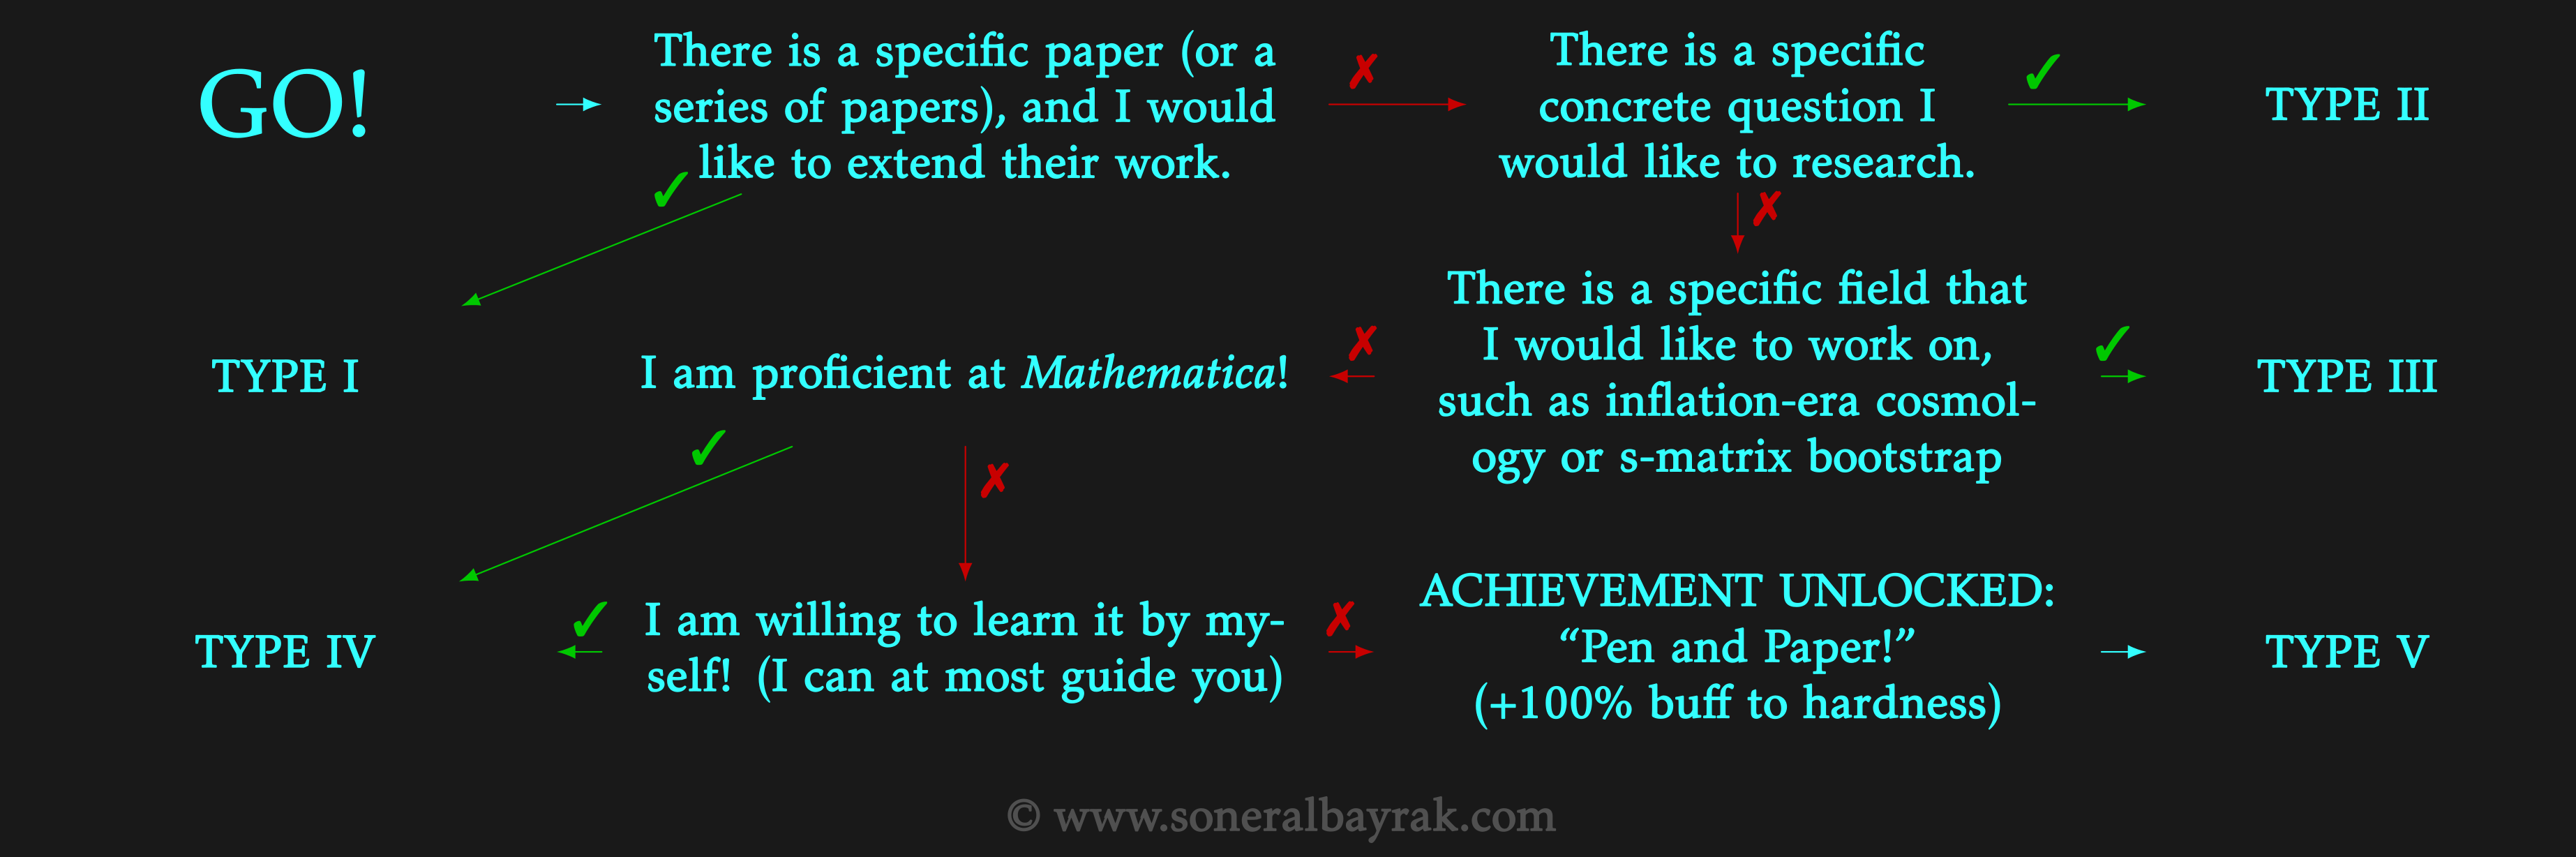 GO!
There is a specific paper (or a
series of papers), and I would
like to extend their work.
✗
There is a specific
concrete question I
would like to research.
✓
TYPE II
✓
✗
TYPE I
I am proficient at Mathematica!
✗
There is a specific field that
I would like to work on,
such as inflation-era cosmol-
ogy or s-matrix bootstrap
✓
TYPE III
✓
✗
TYPE IV
✓
I am willing to learn it by my-
self! (I can at most guide you)
✗
ACHIEVEMENT UNLOCKED:
“Pen and Paper!”
(+100% buff to hardness)
TYPE V
© www.soneralbayrak.com